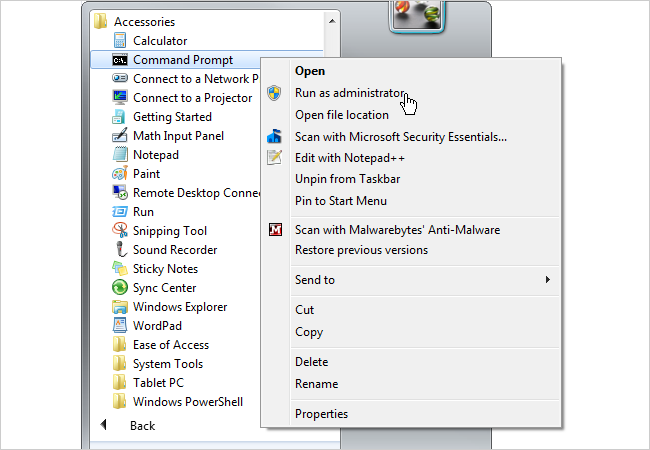 Accessories
Calculator
Command Prompt
Connect to a Network P
Connect to a Projector
Getting Started
Math Input Panel
Notepad
Paint
Remote Desktop Conne
Run
Snipping Tool
Sound Recorder
Sticky Notes
Sync Center
Windows Explorer
WordPad
Ease of Access
System Tools
Tablet PC
Windows PowerShell
Back
Open
Run as administrator
Open file location
Scan with Microsoft Security Essentials...
Edit with Notepad++
Unpin from Taskbar
Pin to Start Menu
Scan with Malwarebytes' Anti-Malware
Restore previous versions
Send to
Cut
Copy
Delete
Rename
Properties